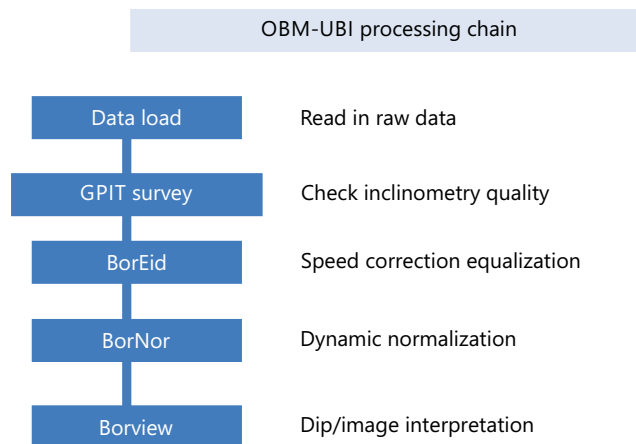 OBM-UBI processing chain
Data load
Read in raw data
GPIT survey
Check inclinometry quality
BorEid
Speed correction equalization
BorNor
Dynamic normalization
Borview
Dip/image interpretation